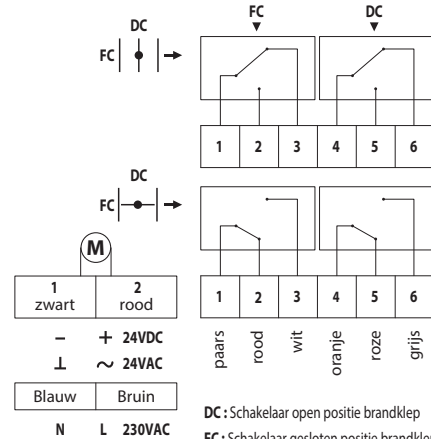 FC DC
DC
FC
1 2 3 4 5 6
DC
FC
M
1 2
zwart rood
1 2 3 4 5 6
paars rood wit oranje roze grijs
– + 24VDC
⊥ ~ 24VAC
Blauw Bruin
N L 230VAC
DC : Schakelaar open positie brandklep
FC : Schakelaar gesloten positie brandklep